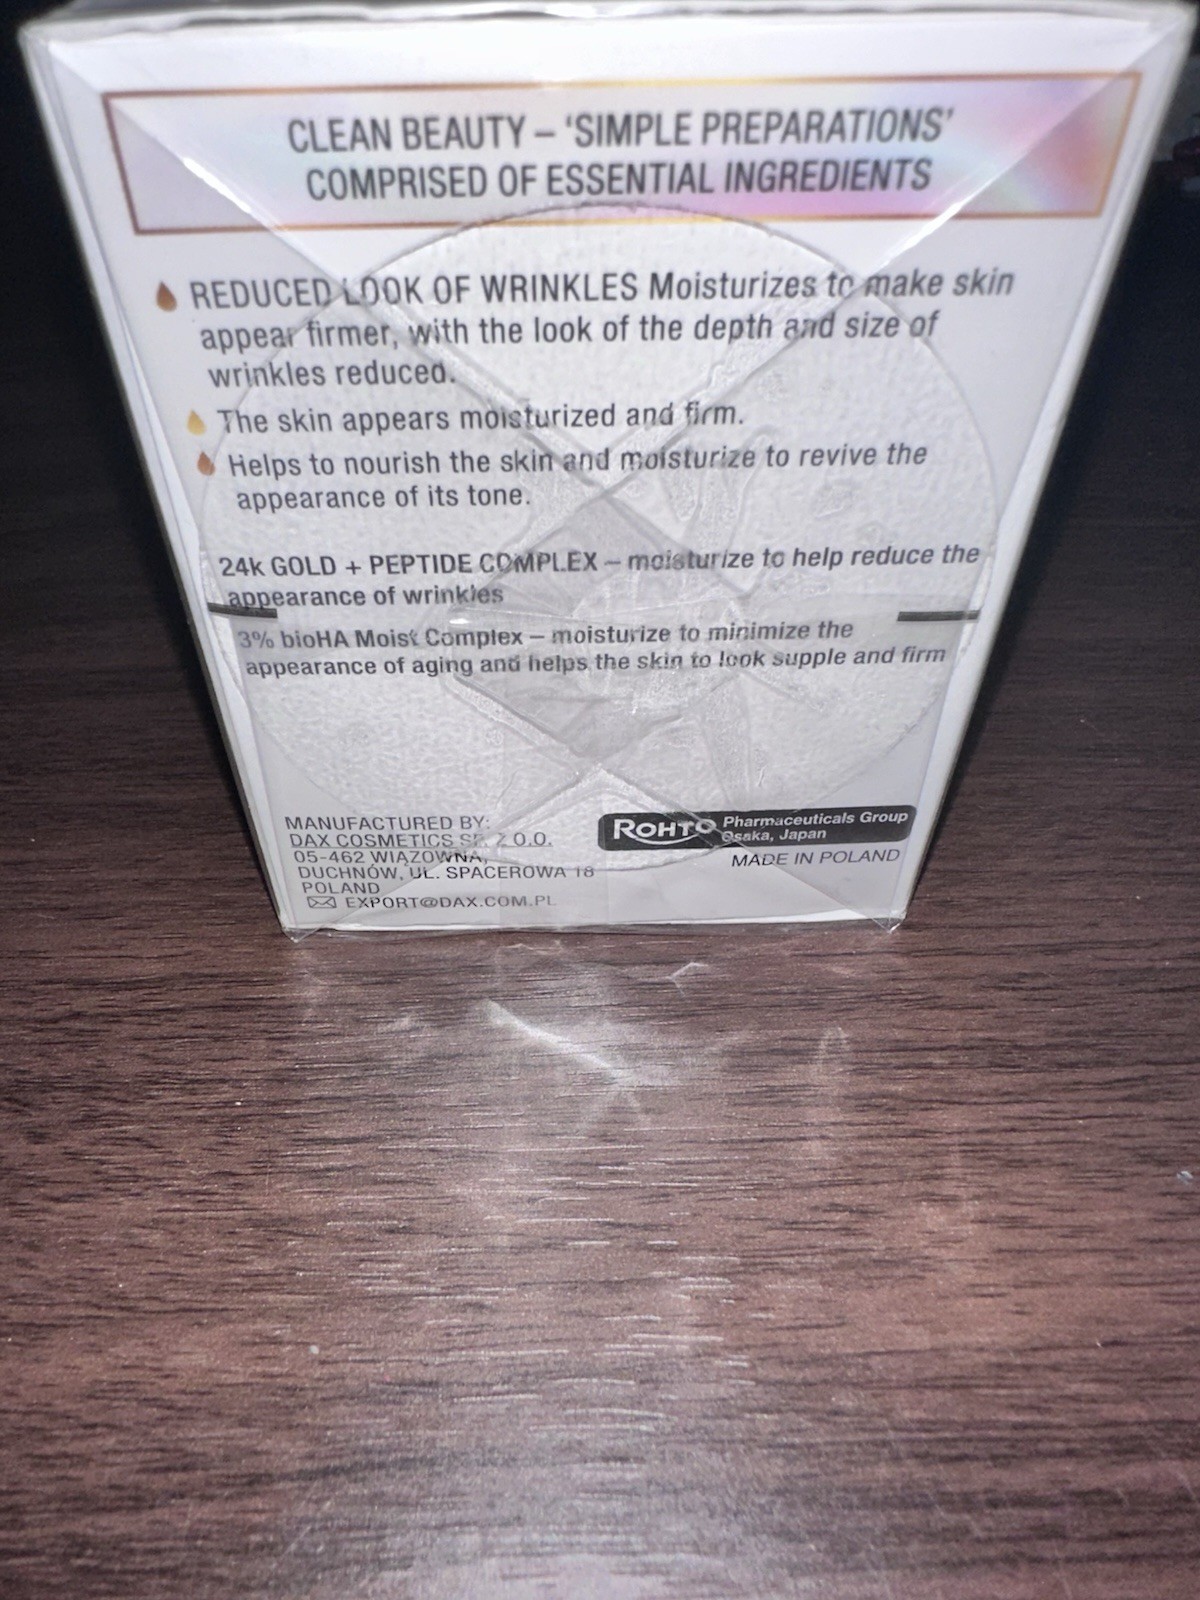 CLEAN BEAUTY – 'SIMPLE PREPARATIONS'
COMPRISED OF ESSENTIAL INGREDIENTS
REDUCED LOOK OF WRINKLES Moisturizes to make skin
appear firmer, with the look of the depth and size of
wrinkles reduced.
The skin appears moisturized and firm.
Helps to nourish the skin and moisturize to revive the
appearance of its tone.
24k GOLD + PEPTIDE COMPLEX – moisturize to help reduce the
appearance of wrinkles
3% bioHA Moist Complex – moisturize to minimize the
appearance of aging and helps the skin to look supple and firm
MANUFACTURED BY:
DAX COSMETICS SP. Z O.O.
05-462 WIĄZOWNA,
DUCHNÓW, UL. SPACEROWA 18
POLAND
EXPORT@DAX.COM.PL
ROHTO Pharmaceuticals Group
Osaka, Japan
MADE IN POLAND